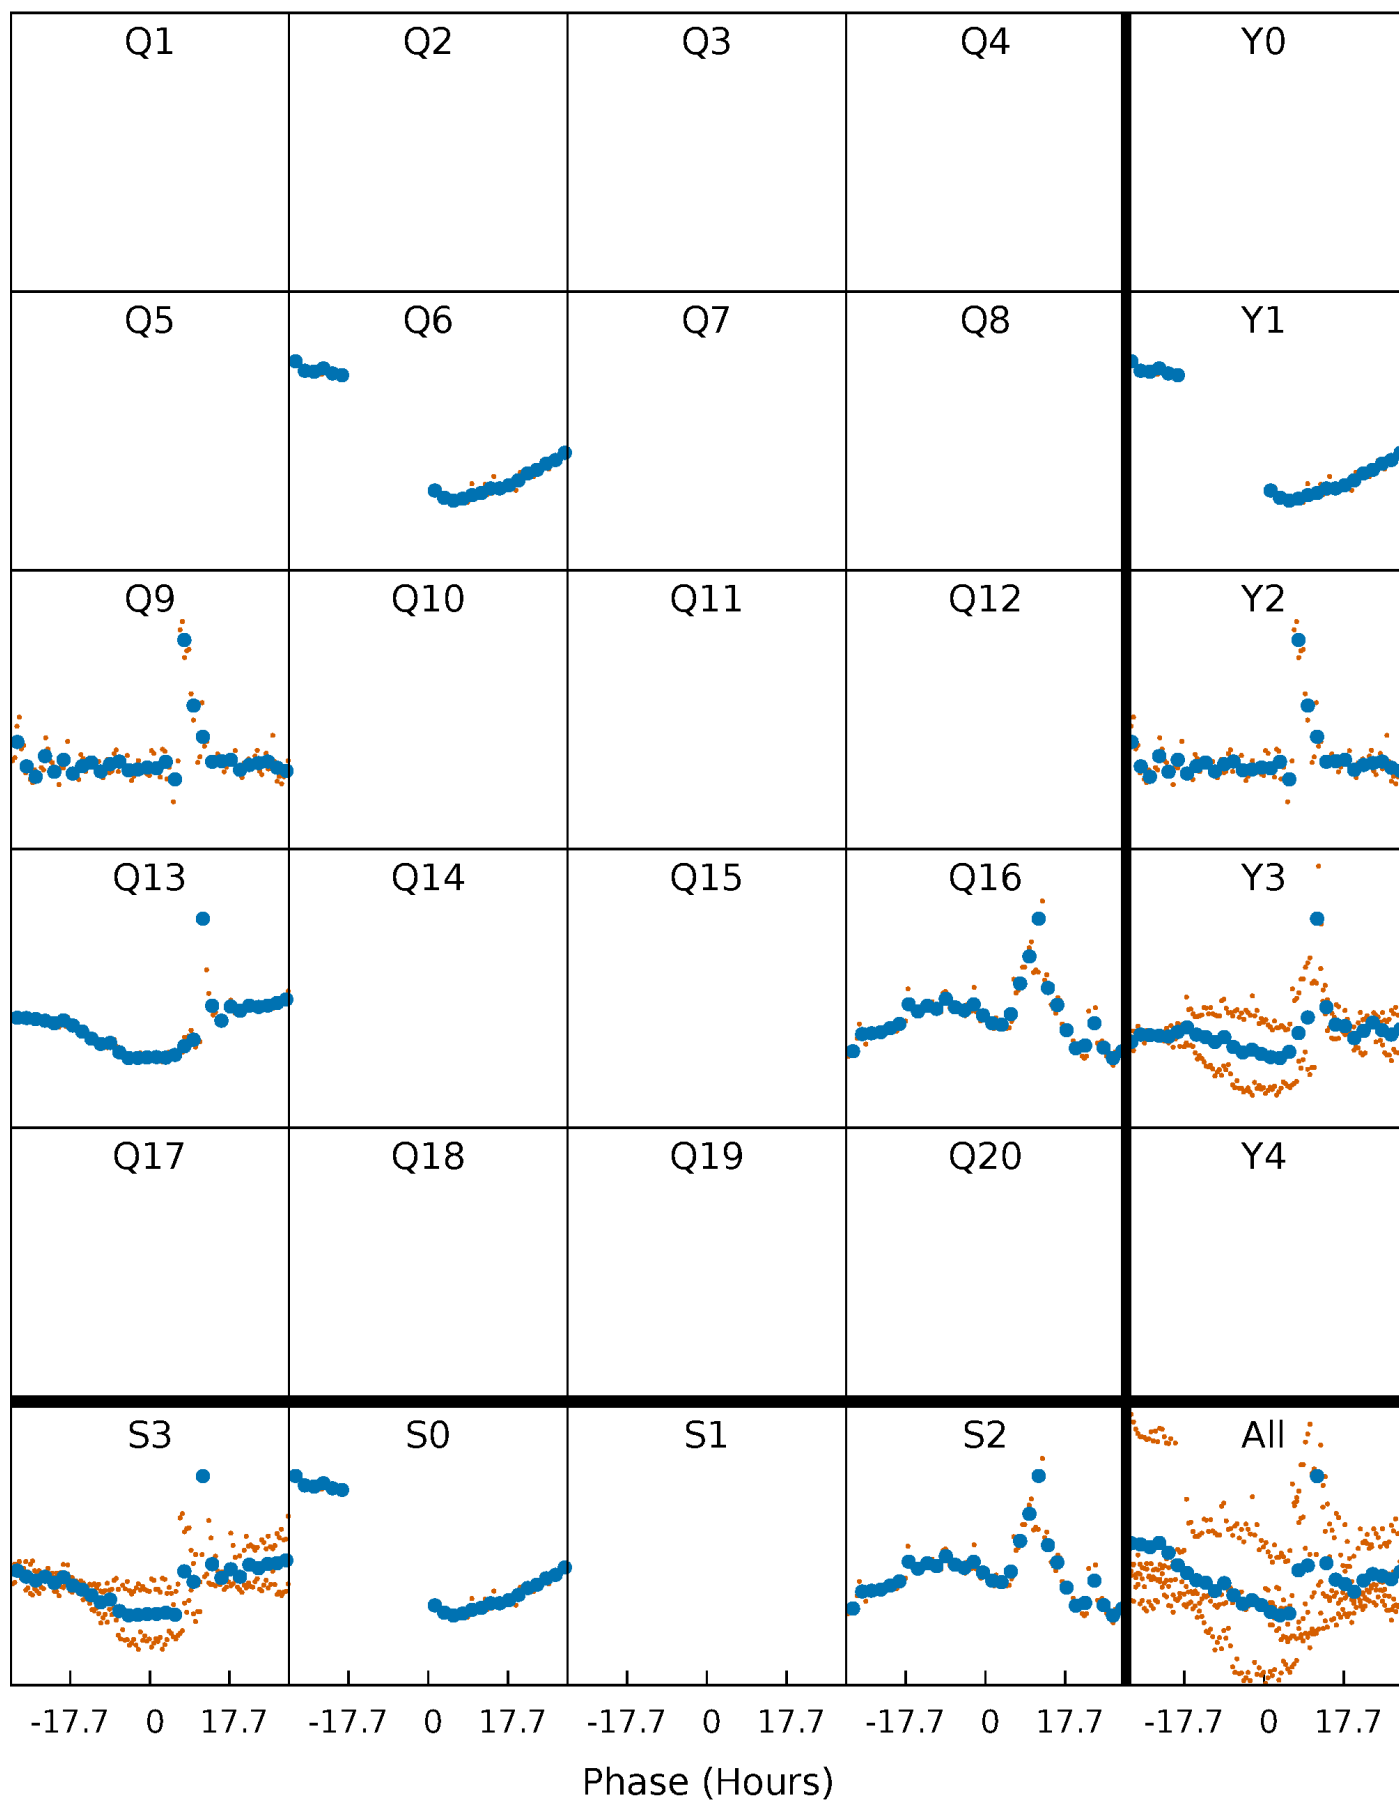 Q1 Q2 Q3 Q4 Y0
Q5 Q6 Q7 Q8 Y1
Q9 Q10 Q11 Q12 Y2
Q13 Q14 Q15 Q16 Y3
Q17 Q18 Q19 Q20 Y4
S3 S0 S1 S2 All
-17.7 0 17.7 -17.7 0 17.7 -17.7 0 17.7 -17.7 0 17.7 -17.7 0 17.7
Phase (Hours)